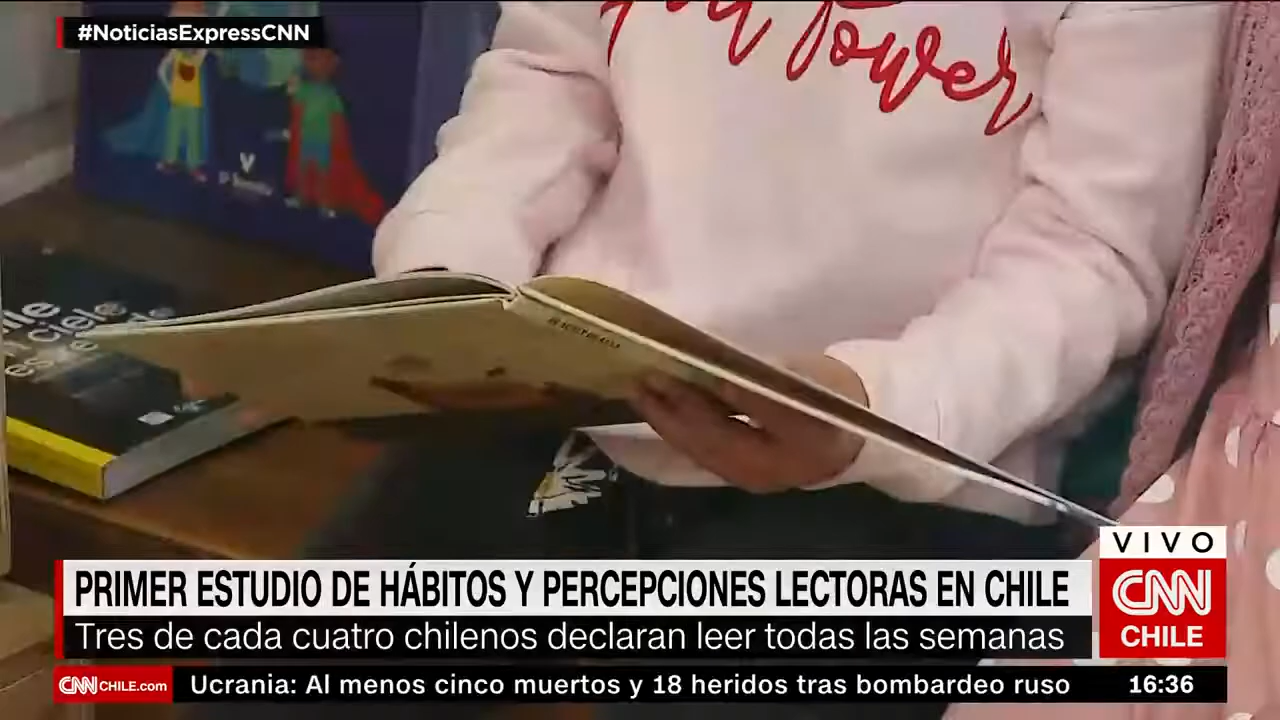 #NoticiasExpressCNN
Power
VIVO
CNN
CHILE
PRIMER ESTUDIO DE HÁBITOS Y PERCEPCIONES LECTORAS EN CHILE
Tres de cada cuatro chilenos declaran leer todas las semanas
CNNCHILE.com
Ucrania: Al menos cinco muertos y 18 heridos tras bombardeo ruso
16:36